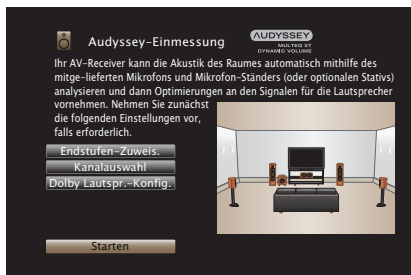 Audyssey-Einmessung
AUDYSSEY
MULTEQ XT
DYNAMIC VOLUME
Ihr AV-Receiver kann die Akustik des Raumes automatisch mithilfe des
mitge-lieferten Mikrofons und Mikrofon-Ständers (oder optionalen Stativs)
analysieren und dann Optimierungen an den Signalen für die Lautsprecher
vornehmen. Nehmen Sie zunächst
die folgenden Einstellungen vor,
falls erforderlich.
Endstufen-Zuweis.
Kanalauswahl
Dolby Lautspr.-Konfig.
Starten